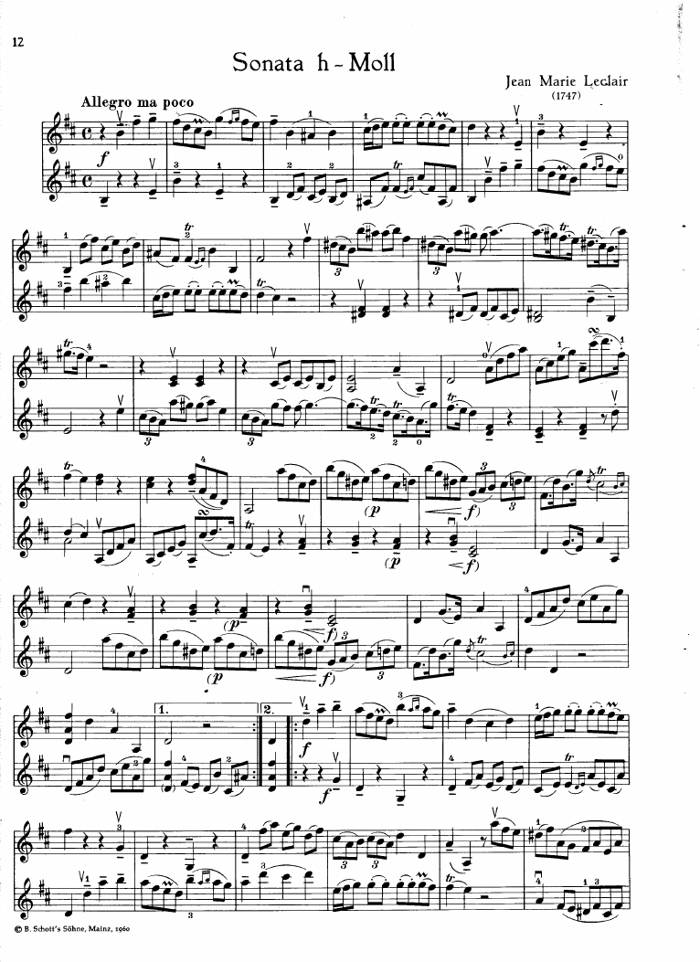 12
Sonata h-Moll
Jean Marie Leclair
(1747)
Allegro ma poco
© B. Schott's Söhne, Mainz, 1960